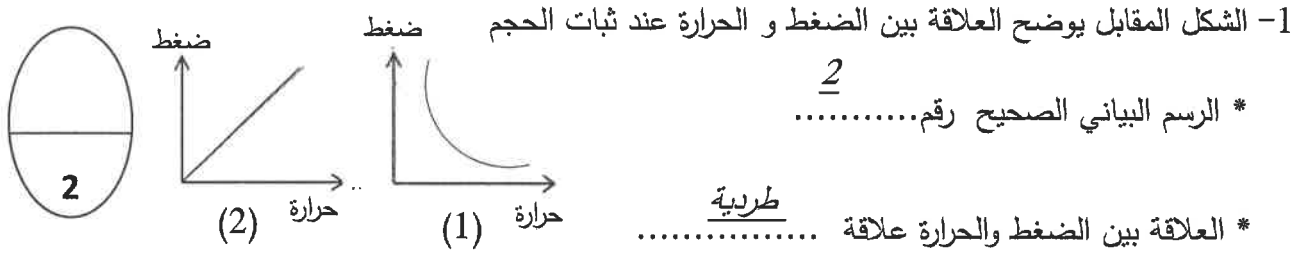 1- الشكل المقابل يوضح العلاقة بين الضغط و الحرارة عند ثبات الحجم
2
* الرسم البياني الصحيح رقم...........
طردية
* العلاقة بين الضغط والحرارة علاقة ................
ضغط
حرارة
(1)
ضغط
حرارة
(2)
..
2